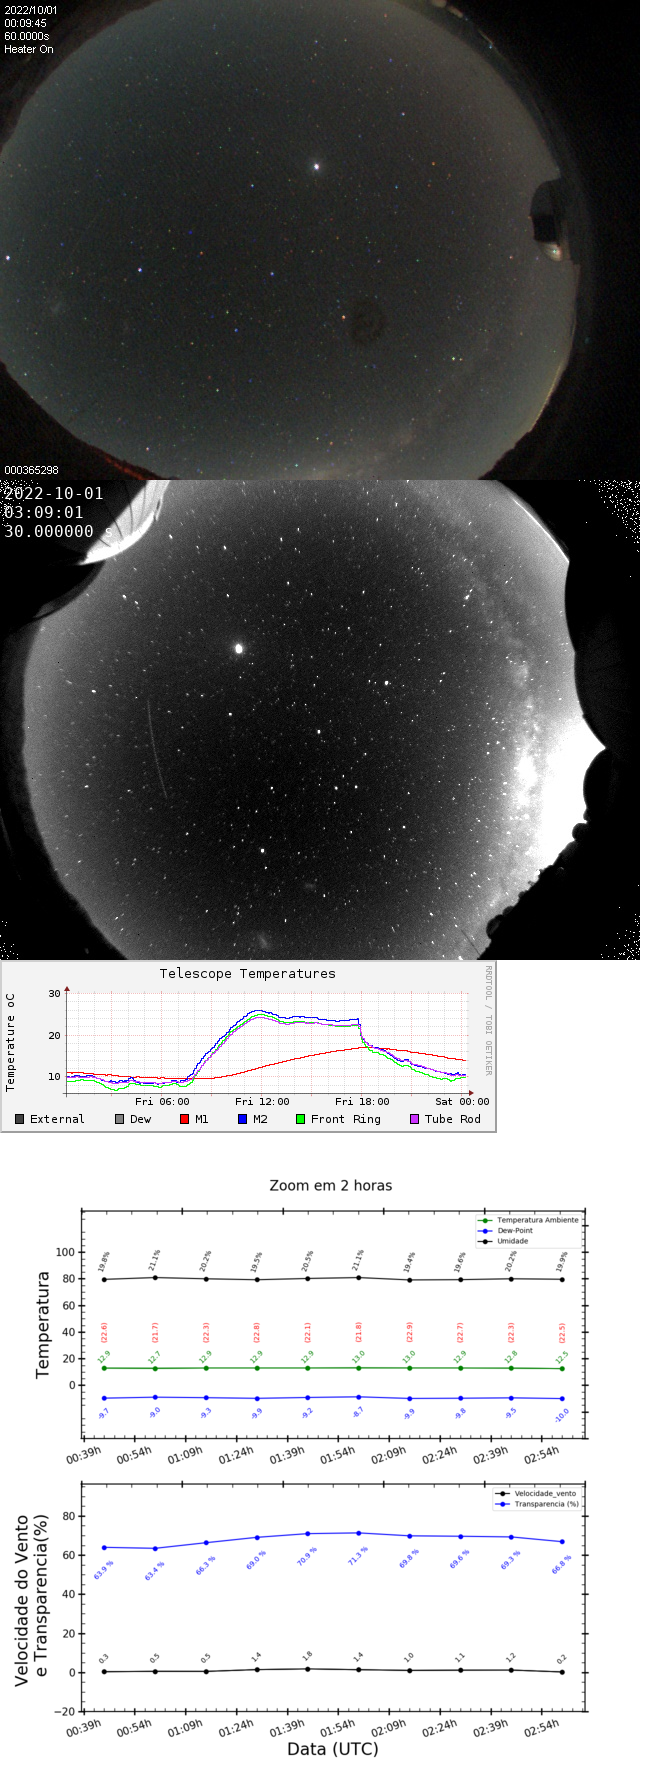 2022/10/01
00:09:45
60.0000s
Heater On
000365298
2022-10-01
03:09:01
30.000000 s
Telescope Temperatures
Temperature oC
30
20
10
Fri 06:00 Fri 12:00 Fri 18:00 Sat 00:00
External Dew M1 M2 Front Ring Tube Rod
RRDTOOL / TOBI OETIKER
Zoom em 2 horas
Temperatura Ambiente
Dew-Point
Umidade
Temperatura
100
80
60
40
20
0
19.8% 21.1% 20.2% 19.5% 20.5% 21.1% 19.4% 19.6% 20.2% 19.9%
(22.6) (21.7) (22.3) (22.8) (22.1) (21.8) (22.9) (22.7) (22.3) (22.5)
12.9 12.7 12.9 12.9 12.9 13.0 13.0 12.9 12.8 12.5
-9.7 -9.0 -9.3 -9.9 -9.2 -8.7 -9.9 -9.8 -9.5 -10.0
00:39h 00:54h 01:09h 01:24h 01:39h 01:54h 02:09h 02:24h 02:39h 02:54h
Velocidade_vento
Transparencia (%)
Velocidade do Vento
e Transparencia(%)
80
60
40
20
0
−20
63.9 % 63.4 % 66.3 % 69.0 % 70.9 % 71.3 % 69.8 % 69.6 % 69.3 % 66.8 %
0.3 0.5 0.5 1.4 1.8 1.4 1.0 1.1 1.2 0.2
00:39h 00:54h 01:09h 01:24h 01:39h 01:54h 02:09h 02:24h 02:39h 02:54h
Data (UTC)